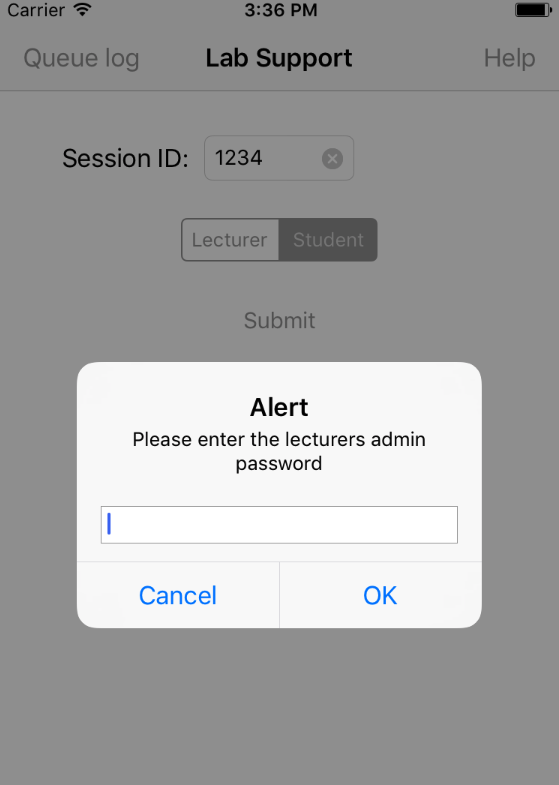 Carrier 3:36 PM
Queue log Lab Support Help
Session ID: 1234
Lecturer Student
Submit
Alert
Please enter the lecturers admin
password
Cancel OK